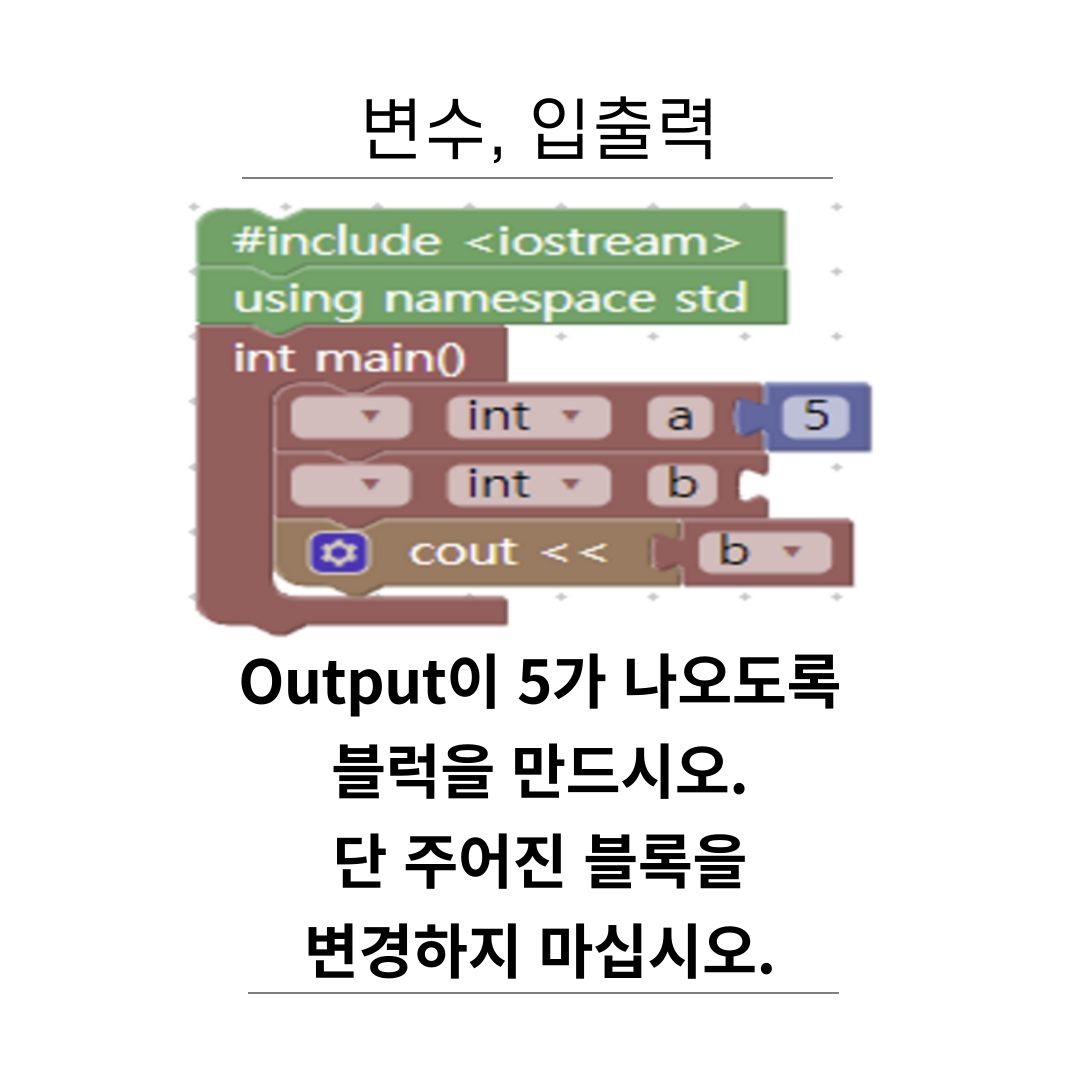 변수, 입출력
#include <iostream>
using namespace std
int main()
int a 5
int b
cout << b
Output이 5가 나오도록
블럭을 만드시오.
단 주어진 블록을
변경하지 마십시오.